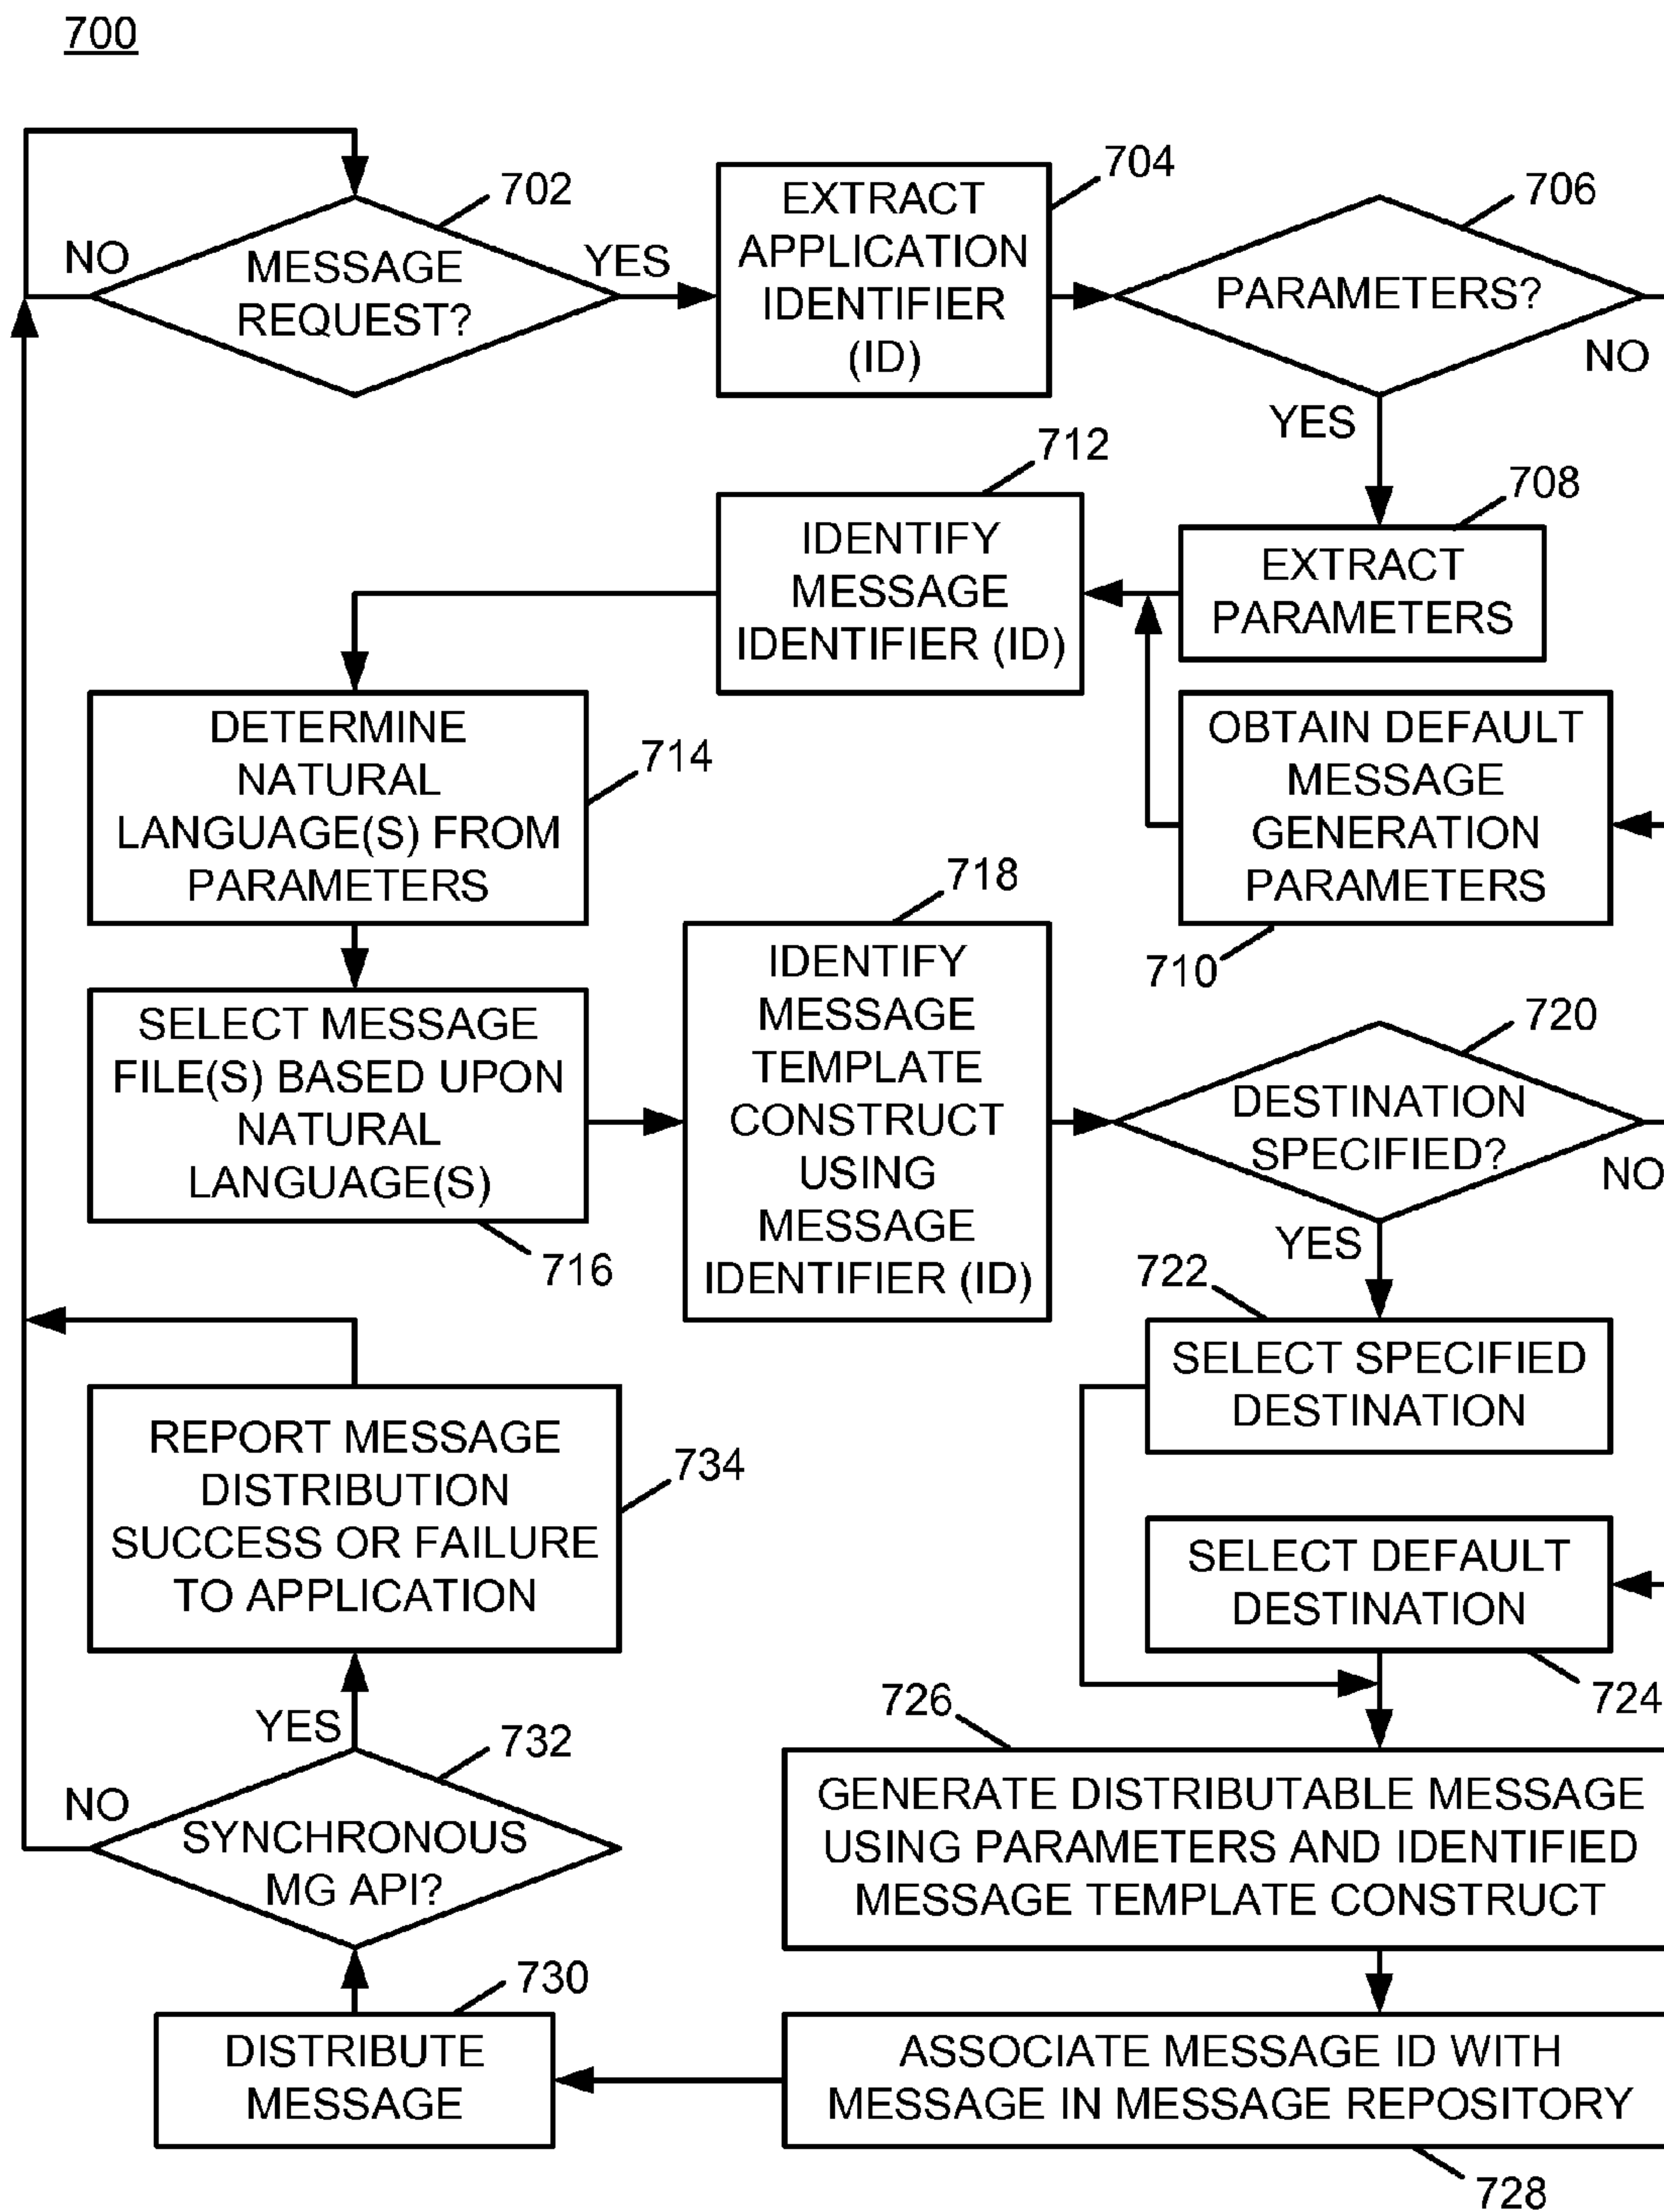 700
702
NO
MESSAGE
REQUEST?
YES
704
EXTRACT
APPLICATION
IDENTIFIER
(ID)
706
PARAMETERS?
NO
YES
708
EXTRACT
PARAMETERS
OBTAIN DEFAULT
MESSAGE
GENERATION
PARAMETERS
710
712
IDENTIFY
MESSAGE
IDENTIFIER (ID)
DETERMINE
NATURAL
LANGUAGE(S) FROM
PARAMETERS
714
SELECT MESSAGE
FILE(S) BASED UPON
NATURAL
LANGUAGE(S)
716
718
IDENTIFY
MESSAGE
TEMPLATE
CONSTRUCT
USING
MESSAGE
IDENTIFIER (ID)
720
DESTINATION
SPECIFIED?
NO
YES
722
SELECT SPECIFIED
DESTINATION
SELECT DEFAULT
DESTINATION
724
726
GENERATE DISTRIBUTABLE MESSAGE
USING PARAMETERS AND IDENTIFIED
MESSAGE TEMPLATE CONSTRUCT
ASSOCIATE MESSAGE ID WITH
MESSAGE IN MESSAGE REPOSITORY
728
730
DISTRIBUTE
MESSAGE
732
NO
SYNCHRONOUS
MG API?
YES
REPORT MESSAGE
DISTRIBUTION
SUCCESS OR FAILURE
TO APPLICATION
734